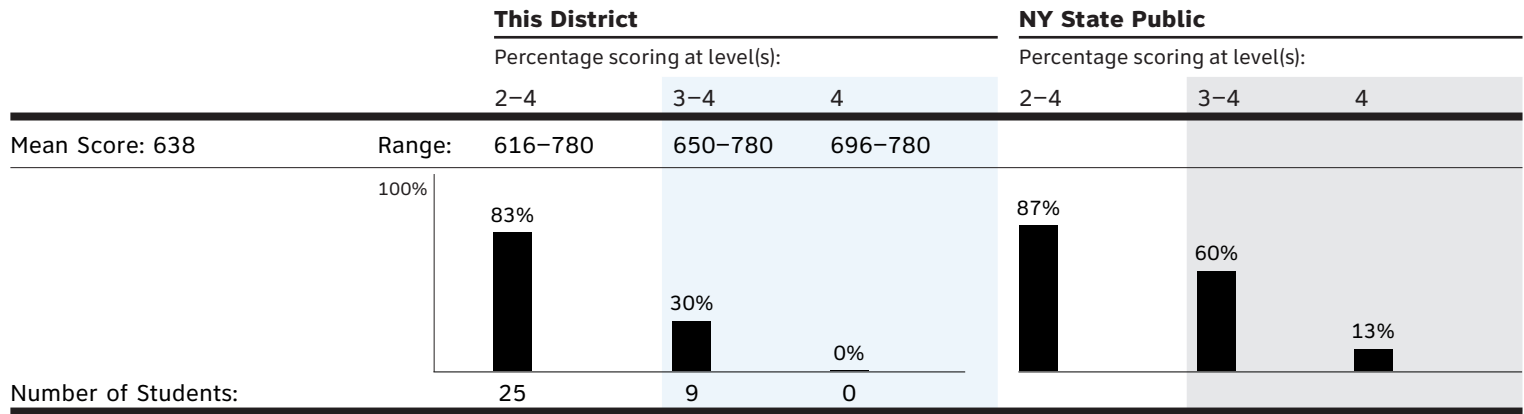 This District NY State Public
Percentage scoring at level(s): Percentage scoring at level(s):
2–4 3–4 4 2–4 3–4 4
Mean Score: 638 Range: 616–780 650–780 696–780
100%
83% 30% 0% 87% 60% 13%
Number of Students: 25 9 0